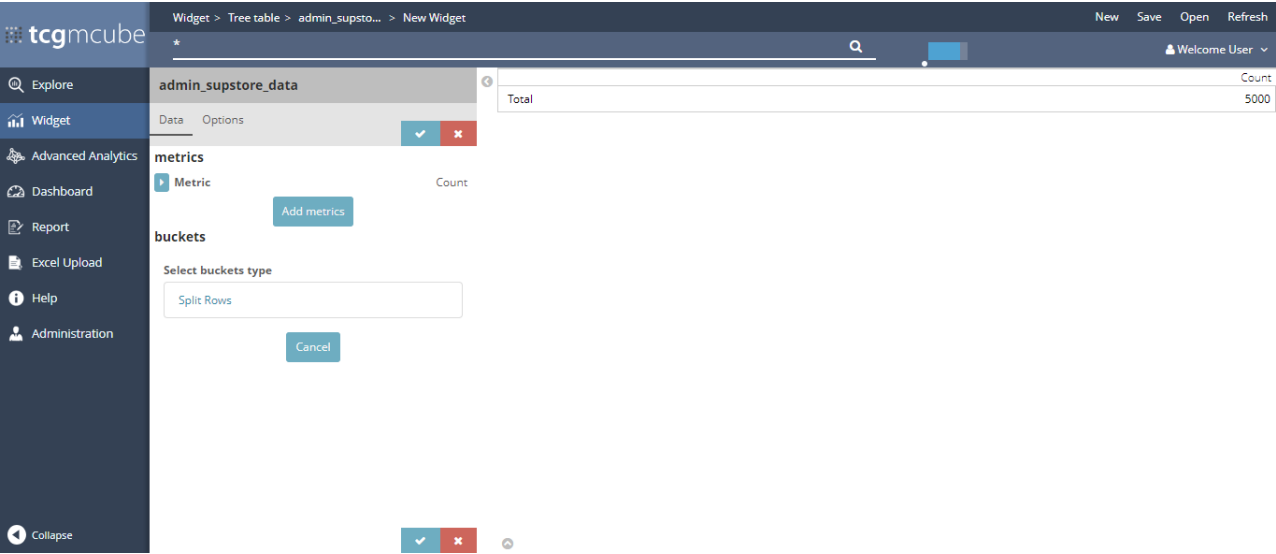 Widget > Tree table > admin_supsto... > New Widget
New Save Open Refresh
tcgmcube
*
Welcome User
Explore
Widget
Advanced Analytics
Dashboard
Report
Excel Upload
Help
Administration
Collapse
admin_supstore_data
Data Options
metrics
Metric Count
Add metrics
buckets
Select buckets type
Split Rows
Cancel
Count
Total 5000